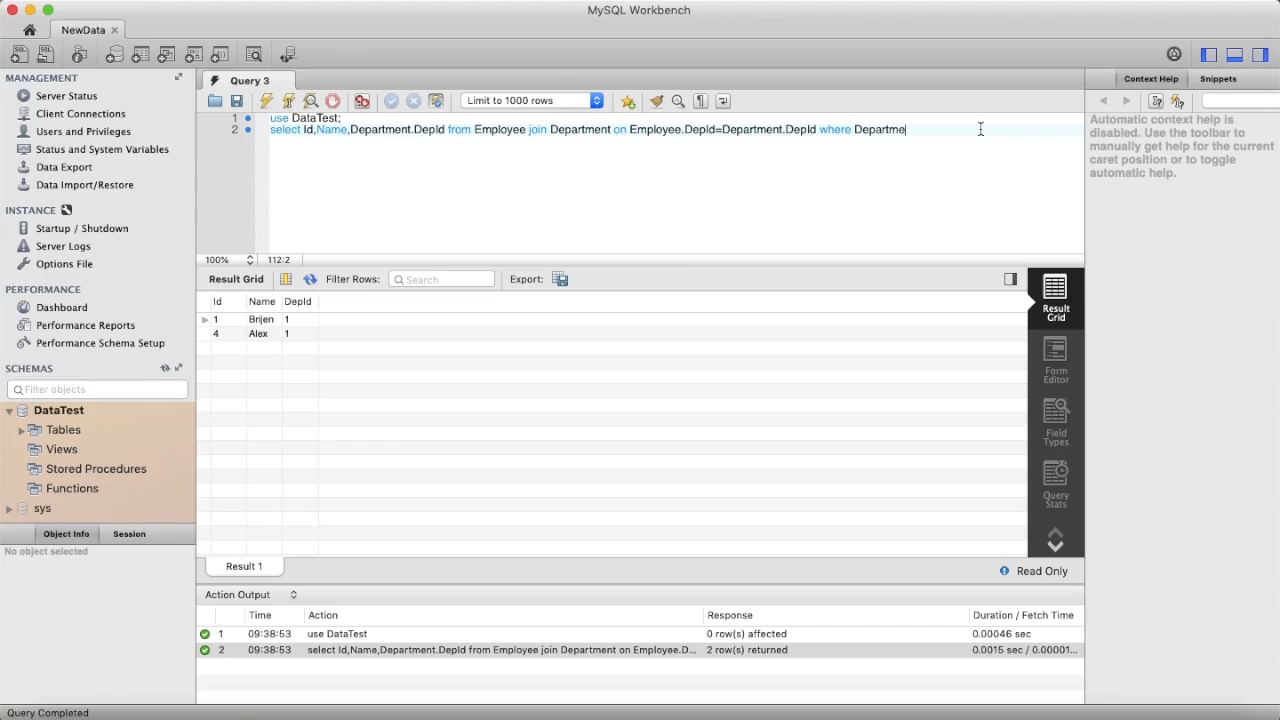 MySQL Workbench
NewData
MANAGEMENT
Server Status
Client Connections
Users and Privileges
Status and System Variables
Data Export
Data Import/Restore
INSTANCE
Startup / Shutdown
Server Logs
Options File
PERFORMANCE
Dashboard
Performance Reports
Performance Schema Setup
SCHEMAS
Filter objects
DataTest
Tables
Views
Stored Procedures
Functions
sys
Object Info Session
No object selected
Query 3
Limit to 1000 rows
1 use DataTest;
2 select Id,Name,Department.DepId from Employee join Department on Employee.DepId=Department.DepId where Departme
100% 112:2
Result Grid Filter Rows: Search Export:
Id Name DepId
1 Brijen 1
4 Alex 1
Result Grid
Form Editor
Field Types
Query Stats
Result 1
Read Only
Action Output
Time Action Response Duration / Fetch Time
1 09:38:53 use DataTest 0 row(s) affected 0.00046 sec
2 09:38:53 select Id,Name,Department.DepId from Employee join Department on Employee.D... 2 row(s) returned 0.0015 sec / 0.00001...
Context Help Snippets
Automatic context help is
disabled. Use the toolbar to
manually get help for the current
caret position or to toggle
automatic help.
Query Completed